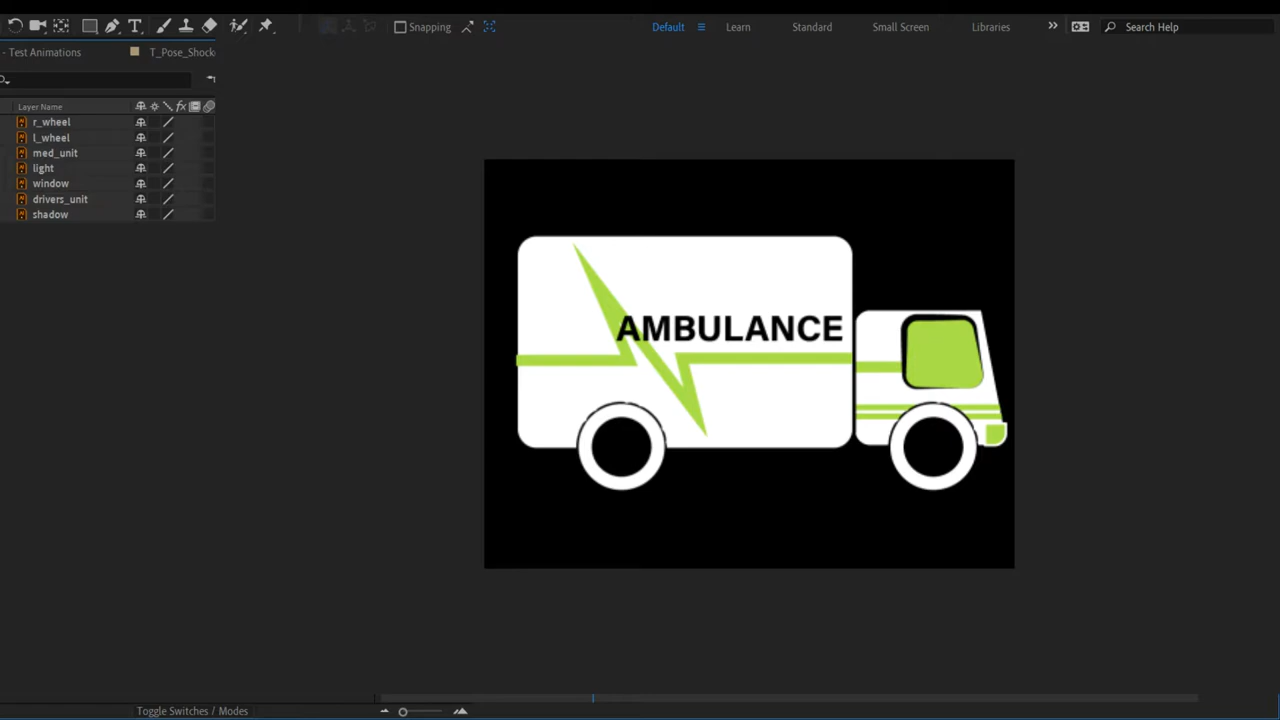 Snapping
Default
Learn
Standard
Small Screen
Libraries
Search Help
- Test Animations
T_Pose_Shock
Layer Name
fx
r_wheel
l_wheel
med_unit
light
window
drivers_unit
shadow
AMBULANCE
Toggle Switches / Modes